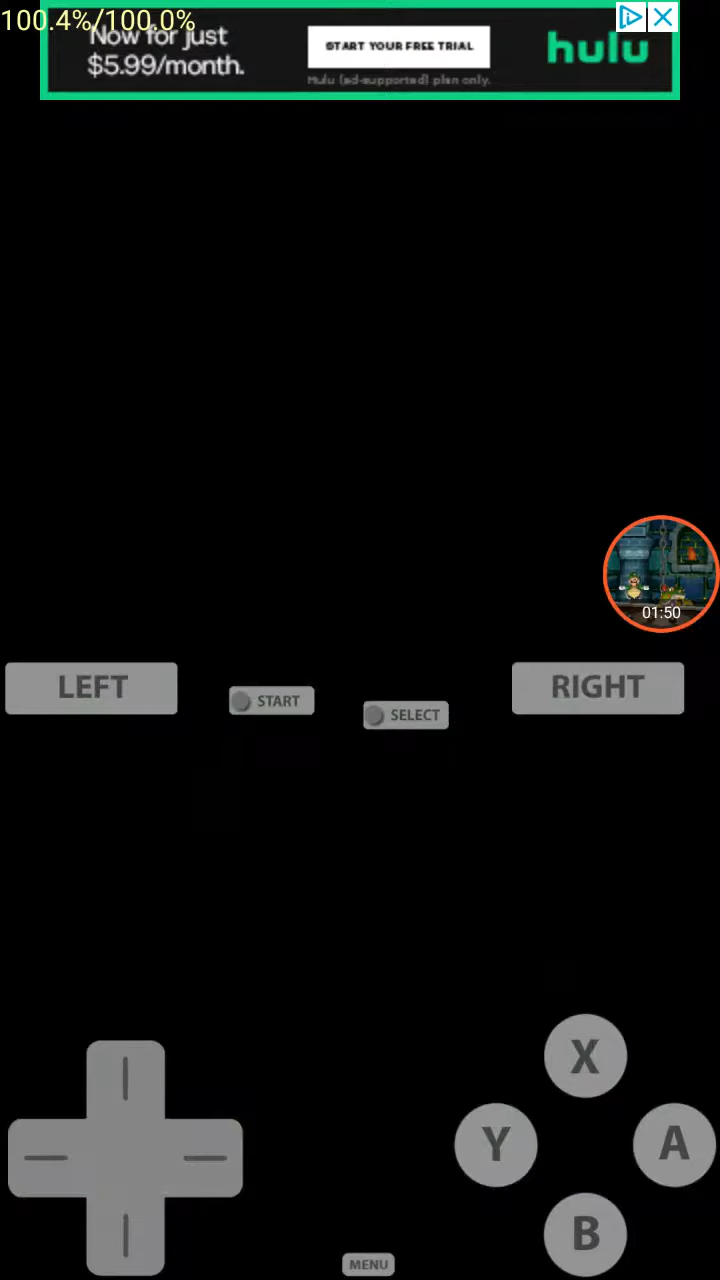 100.4%/100.0%
Now for just
$5.99/month.
START YOUR FREE TRIAL
Hulu (ad-supported) plan only.
hulu
01:50
LEFT
START
SELECT
RIGHT
X
Y
A
B
MENU